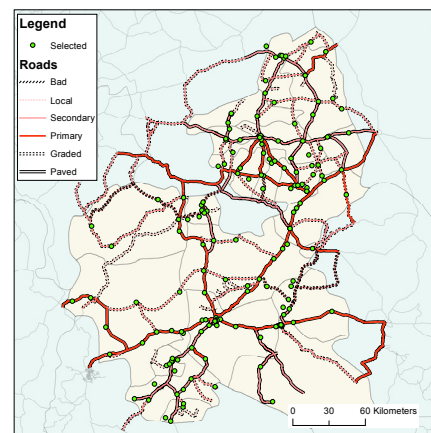 Legend
Selected
Roads
Bad
Local
Secondary
Primary
Graded
Paved
0 30 60 Kilometers